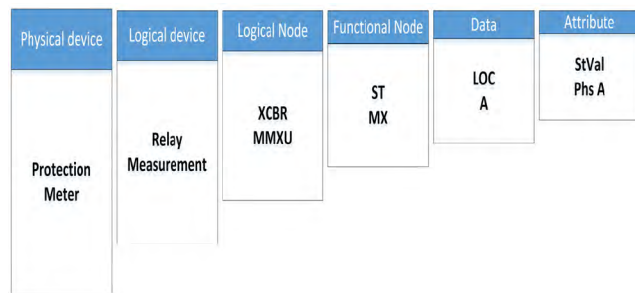 Physical device
Protection
Meter
Logical device
Relay
Measurement
Logical Node
XCBR
MMXU
Functional Node
ST
MX
Data
LOC
A
Attribute
StVal
Phs A